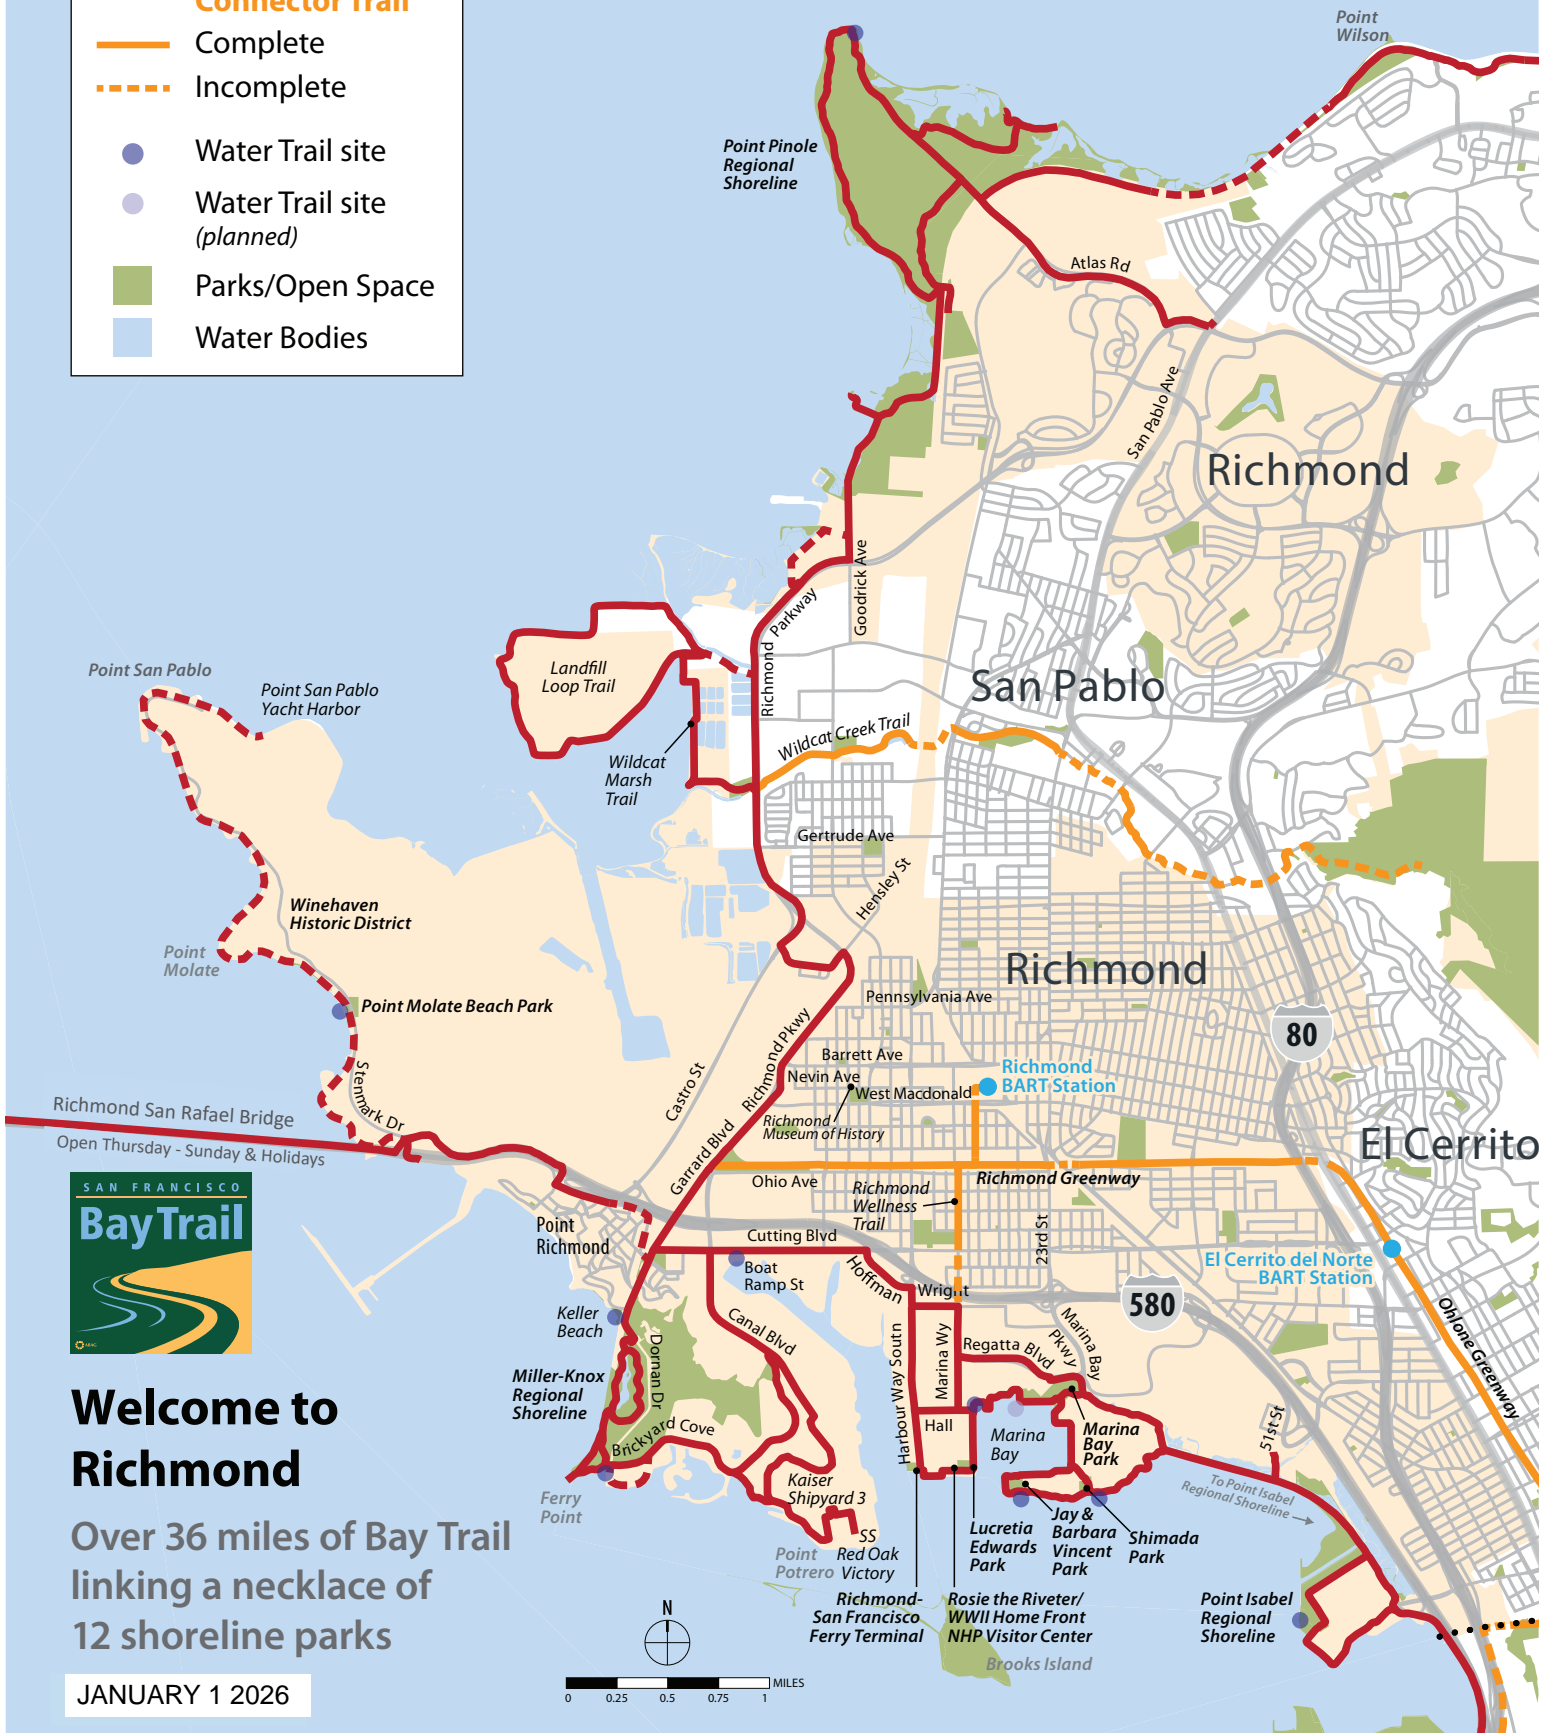 Connector Trail
Complete
Incomplete
Water Trail site
Water Trail site
(planned)
Parks/Open Space
Water Bodies
Point
Wilson
Point Pinole
Regional
Shoreline
Atlas Rd
San Pablo Ave
Richmond
Goodrick Ave
Parkway
Richmond
Landfill
Loop Trail
Point San Pablo
Point San Pablo
Yacht Harbor
San Pablo
Wildcat Creek Trail
Wildcat
Marsh
Trail
Gertrude Ave
Hensley St
Winehaven
Historic District
Point
Molate
Richmond
Pennsylvania Ave
Point Molate Beach Park
80
Barrett Ave
Nevin Ave
West Macdonald
Richmond
BART Station
Richmond
Museum of History
Castro St
Richmond Pkwy
Garrard Blvd
Stenmark Dr
Richmond San Rafael Bridge
Open Thursday - Sunday & Holidays
El Cerrito
Ohio Ave
Richmond Greenway
Richmond
Wellness
Trail
23rd St
Point
Richmond
Cutting Blvd
El Cerrito del Norte
BART Station
Boat
Ramp St
Hoffman
Wright
580
SAN FRANCISCO
Bay Trail
ABAG
Keller
Beach
Canal Blvd
Dornan Dr
Harbour Way South
Marina Wy
Regatta Blvd
Marina Bay
Pkwy
Ohlone Greenway
Miller-Knox
Regional
Shoreline
Brickyard Cove
Hall
Marina
Bay
Marina
Bay
Park
51st St
Welcome to
Richmond
Kaiser
Shipyard 3
To Point Isabel
Regional Shoreline
Ferry
Point
SS
Red Oak
Victory
Point
Potrero
Lucretia
Edwards
Park
Jay &
Barbara
Vincent
Park
Shimada
Park
Over 36 miles of Bay Trail
linking a necklace of
12 shoreline parks
Richmond-
San Francisco
Ferry Terminal
Rosie the Riveter/
WWII Home Front
NHP Visitor Center
Point Isabel
Regional
Shoreline
Brooks Island
N
MILES
0 0.25 0.5 0.75 1
JANUARY 1 2026